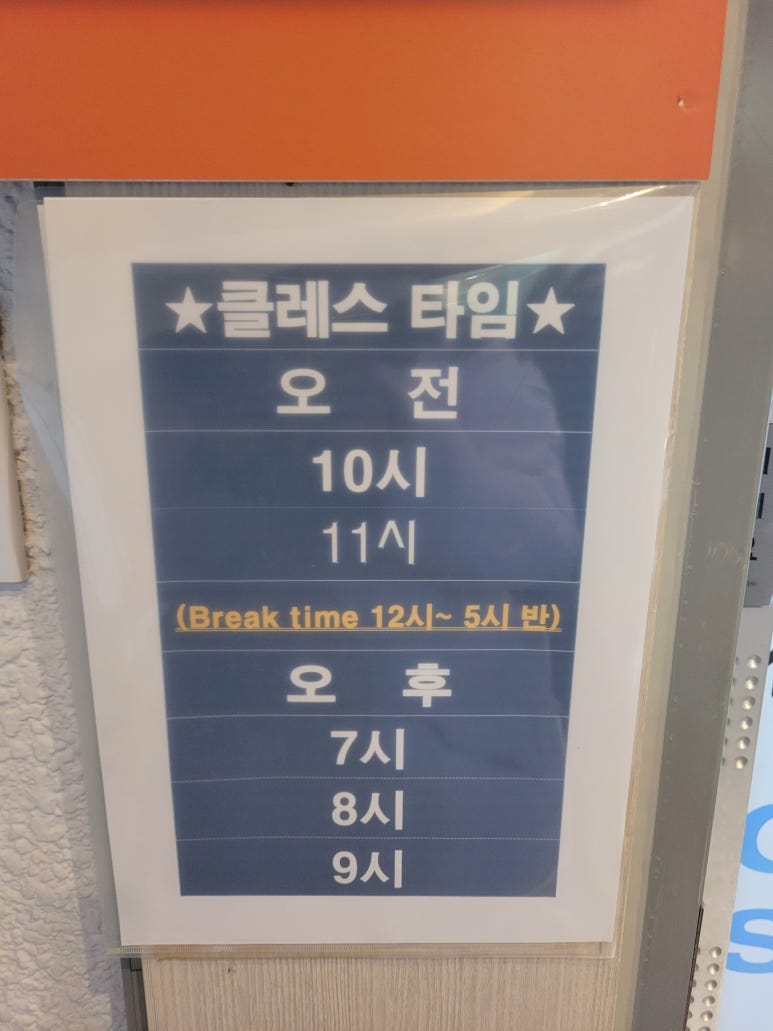 ★클레스 타임★
오 전
10시
11시
(Break time 12시~ 5시 반)
오 후
7시
8시
9시